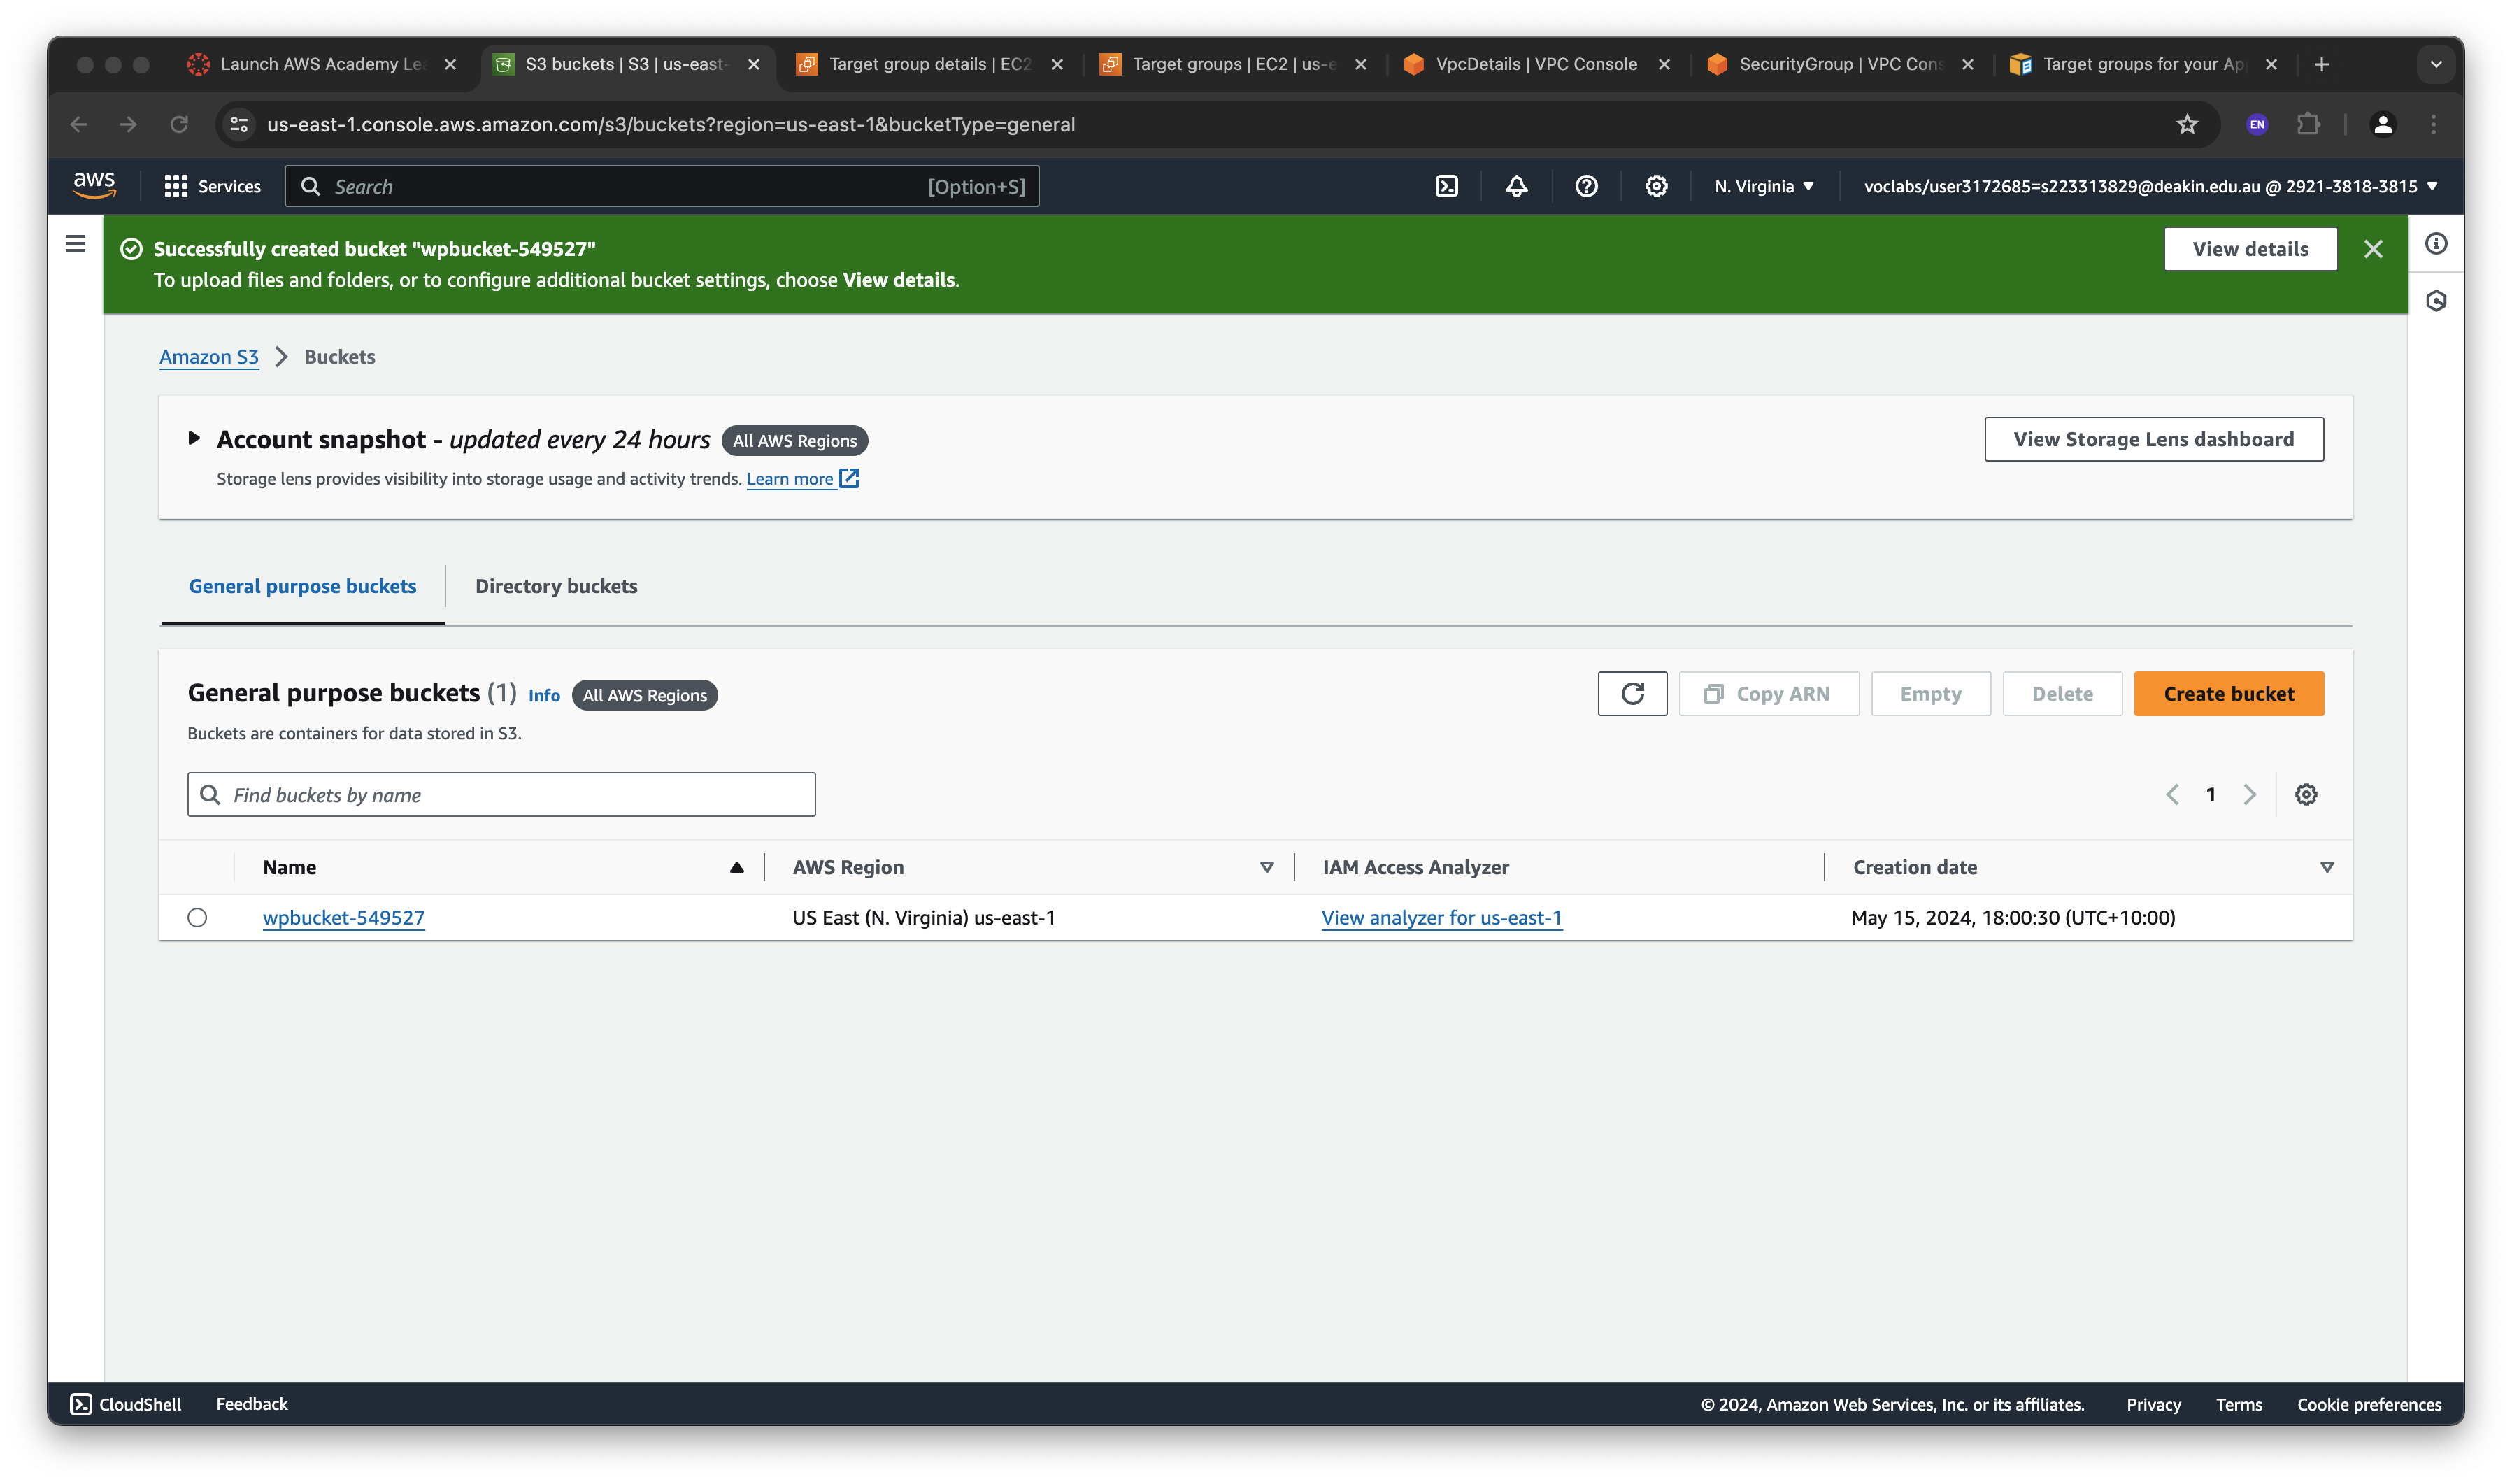 Launch AWS Academy Le
S3 buckets | S3 | us-east-
Target group details | EC2
Target groups | EC2 | us-e
VpcDetails | VPC Console
SecurityGroup | VPC Cons
Target groups for your Ap
us-east-1.console.aws.amazon.com/s3/buckets?region=us-east-1&bucketType=general
EN
aws
Services
Search
[Option+S]
N. Virginia
voclabs/user3172685=s223313829@deakin.edu.au @ 2921-3818-3815
Successfully created bucket "wpbucket-549527"
To upload files and folders, or to configure additional bucket settings, choose View details.
View details
Amazon S3
Buckets
Account snapshot - updated every 24 hours
All AWS Regions
View Storage Lens dashboard
Storage lens provides visibility into storage usage and activity trends. Learn more
General purpose buckets
Directory buckets
General purpose buckets (1) Info
All AWS Regions
Copy ARN
Empty
Delete
Create bucket
Buckets are containers for data stored in S3.
Find buckets by name
1
Name
AWS Region
IAM Access Analyzer
Creation date
wpbucket-549527
US East (N. Virginia) us-east-1
View analyzer for us-east-1
May 15, 2024, 18:00:30 (UTC+10:00)
CloudShell
Feedback
© 2024, Amazon Web Services, Inc. or its affiliates.
Privacy
Terms
Cookie preferences